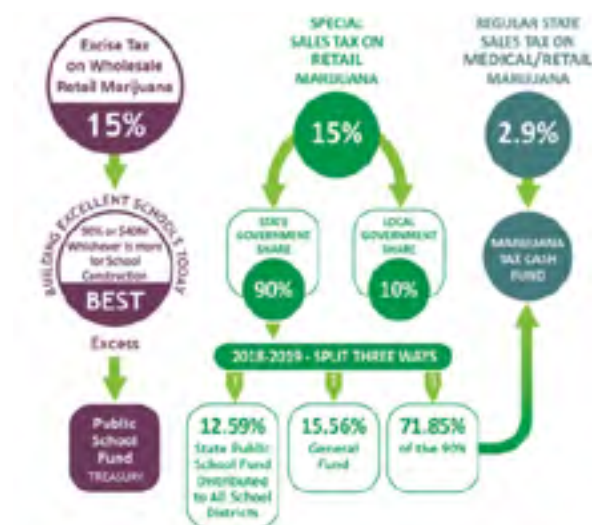 Excise Tax
on Wholesale
Retail Marijuana
15%
BUILDING EXCELLENT SCHOOLS TODAY
90% or $40M
Whichever is more
for School
Construction
BEST
Excess
Public
School
Fund
TREASURY
SPECIAL
SALES TAX ON
RETAIL
MARIJUANA
15%
STATE
GOVERNMENT
SHARE
90%
LOCAL
GOVERNMENT
SHARE
10%
2018-2019 - SPLIT THREE WAYS
12.59%
State Public
School Fund
Distributed
to All School
Districts
15.56%
General
Fund
71.85%
of the 90%
REGULAR STATE
SALES TAX ON
MEDICAL/RETAIL
MARIJUANA
2.9%
MARIJUANA
TAX CASH
FUND